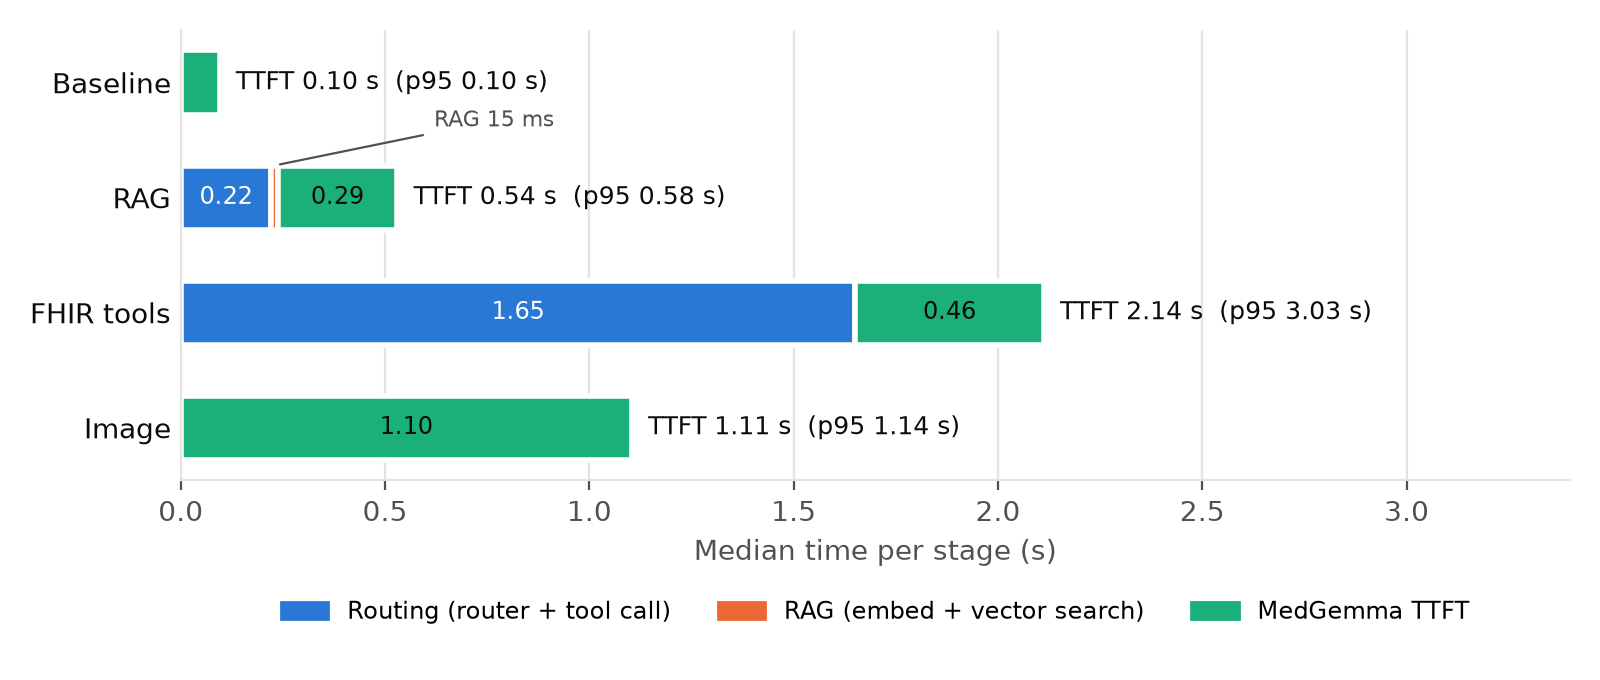 Baseline
TTFT 0.10 s  (p95 0.10 s)
RAG 15 ms
RAG
0.22
0.29
TTFT 0.54 s  (p95 0.58 s)
FHIR tools
1.65
0.46
TTFT 2.14 s  (p95 3.03 s)
Image
1.10
TTFT 1.11 s  (p95 1.14 s)
0.0 0.5 1.0 1.5 2.0 2.5 3.0
Median time per stage (s)
Routing (router + tool call)
RAG (embed + vector search)
MedGemma TTFT